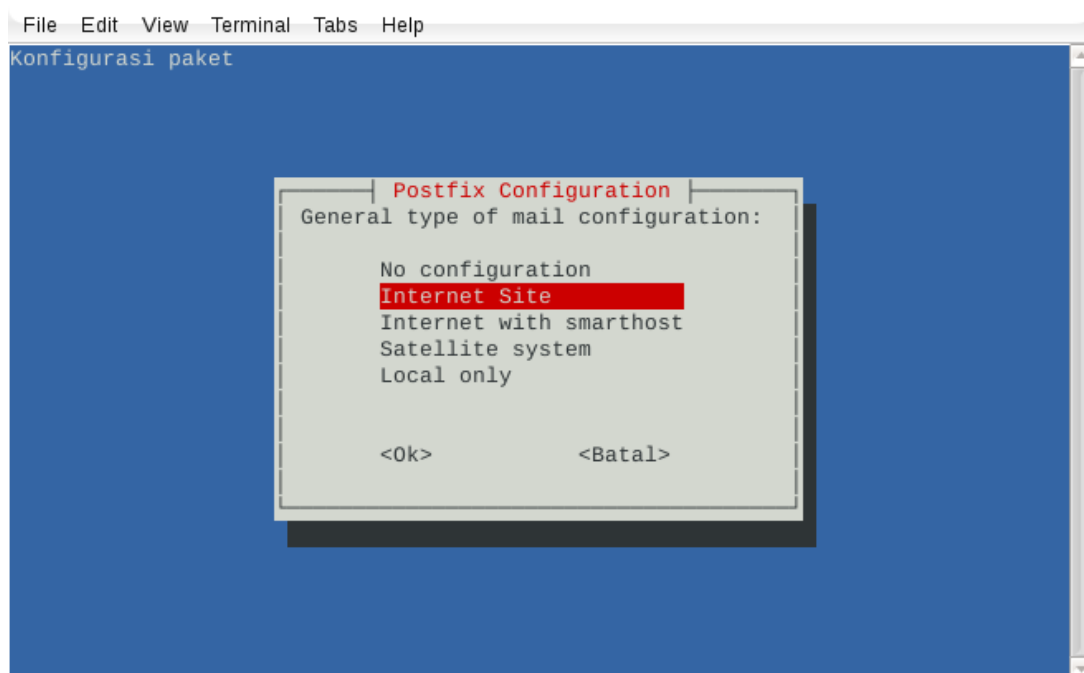 File Edit View Terminal Tabs Help
Konfigurasi paket
Postfix Configuration
General type of mail configuration:
No configuration
Internet Site
Internet with smarthost
Satellite system
Local only
<Ok> <Batal>